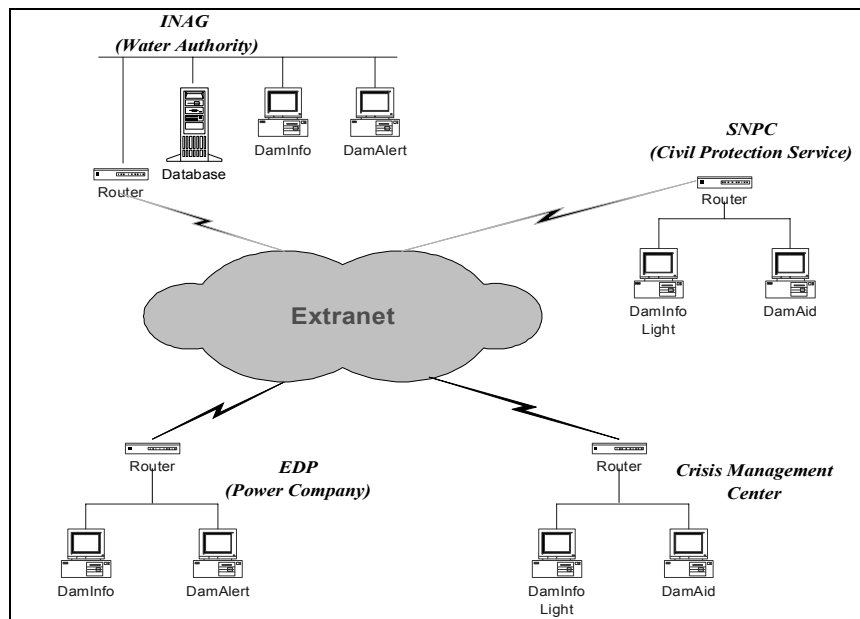 INAG
(Water Authority)
DamInfo
DamAlert
Database
Router
SNPC
(Civil Protection Service)
Router
DamInfo
Light
DamAid
Extranet
Router
EDP
(Power Company)
DamInfo
DamAlert
Router
Crisis Management
Center
DamInfo
Light
DamAid